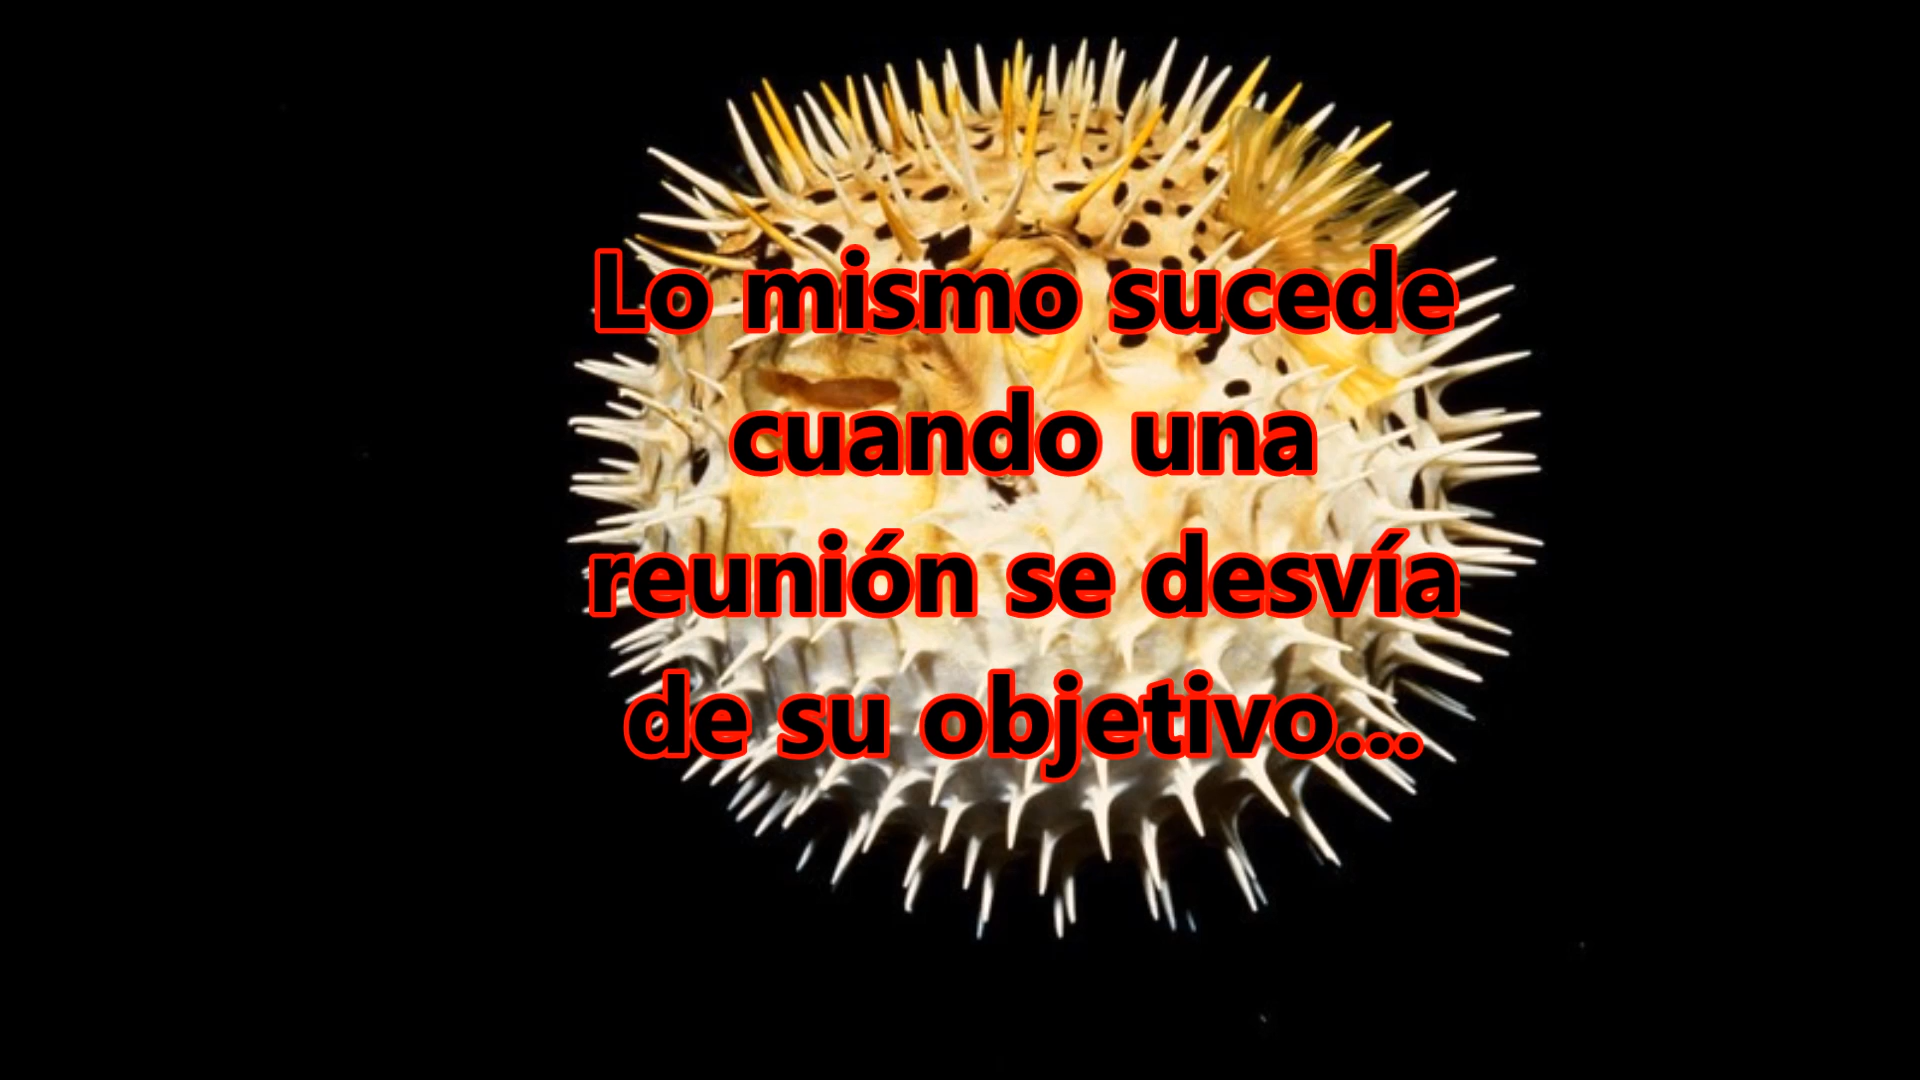 Lo mismo sucede
cuando una
reunión se desvía
de su objetivo...